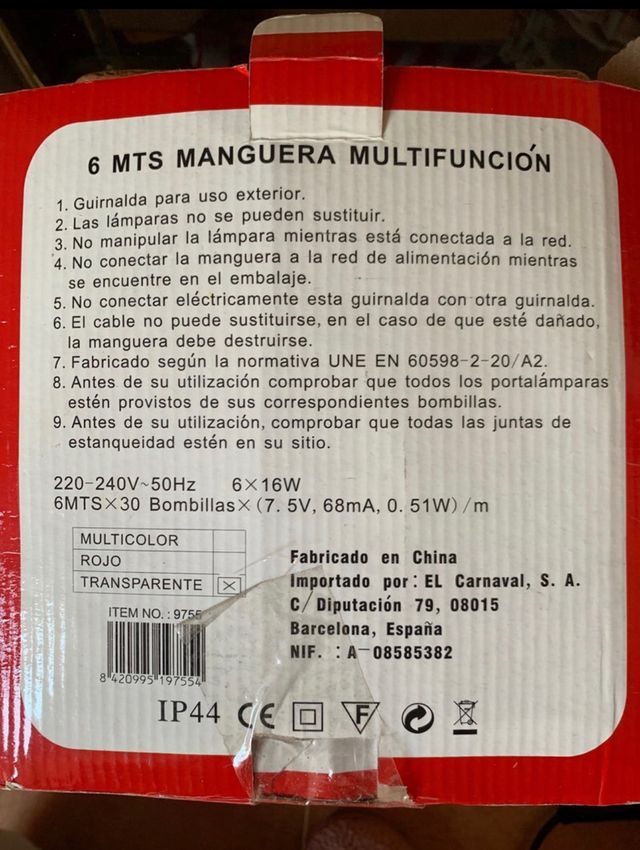 6 MTS MANGUERA MULTIFUNCIÓN
1. Guirnalda para uso exterior.
2. Las lámparas no se pueden sustituir.
3. No manipular la lámpara mientras está conectada a la red.
4. No conectar la manguera a la red de alimentación mientras
se encuentre en el embalaje.
5. No conectar eléctricamente esta guirnalda con otra guirnalda.
6. El cable no puede sustituirse, en el caso de que esté dañado,
la manguera debe destruirse.
7. Fabricado según la normativa UNE EN 60598-2-20/A2.
8. Antes de su utilización comprobar que todos los portalámparas
estén provistos de sus correspondientes bombillas.
9. Antes de su utilización, comprobar que todas las juntas de
estanqueidad estén en su sitio.
220-240V~50Hz 6×16W
6MTS×30 Bombillas×(7.5V, 68mA, 0.51W)/m
MULTICOLOR
ROJO
TRANSPARENTE X
ITEM NO.: 9755
8 420995 197554
Fabricado en China
Importado por: EL Carnaval, S. A.
C/ Diputación 79, 08015
Barcelona, España
NIF. : A-08585382
IP44 CE F